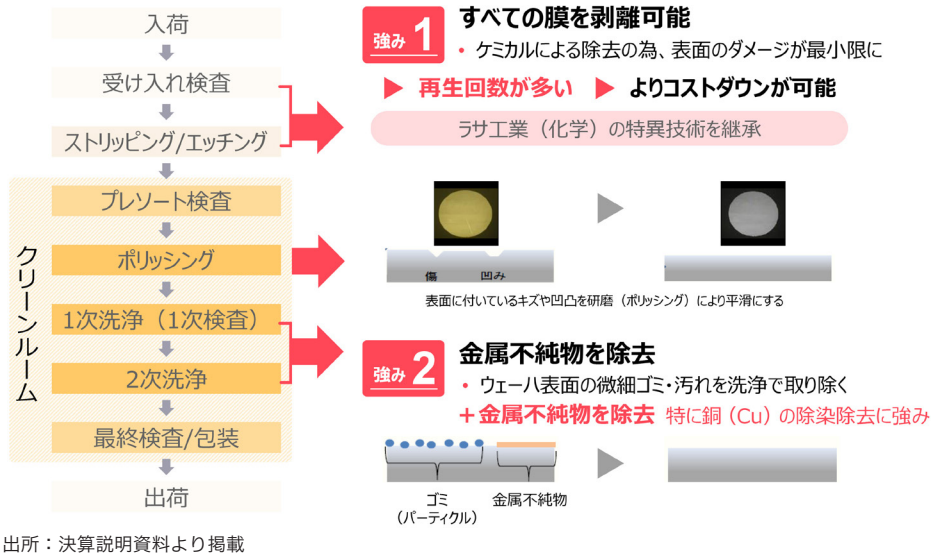 入荷
受け入れ検査
ストリッピング/エッチング
クリーンルーム
プレソート検査
ポリッシング
1次洗浄（1次検査）
2次洗浄
最終検査/包装
出荷
強み 1
すべての膜を剥離可能
・ケミカルによる除去の為、表面のダメージが最小限に
▶ 再生回数が多い ▶ よりコストダウンが可能
ラサ工業（化学）の特異技術を継承
傷 凹み
表面に付いているキズや凹凸を研磨（ポリッシング）により平滑にする
強み 2
金属不純物を除去
・ウェーハ表面の微細ゴミ・汚れを洗浄で取り除く
＋金属不純物を除去 特に銅（Cu）の除染除去に強み
ゴミ
（パーティクル）
金属不純物
出所：決算説明資料より掲載